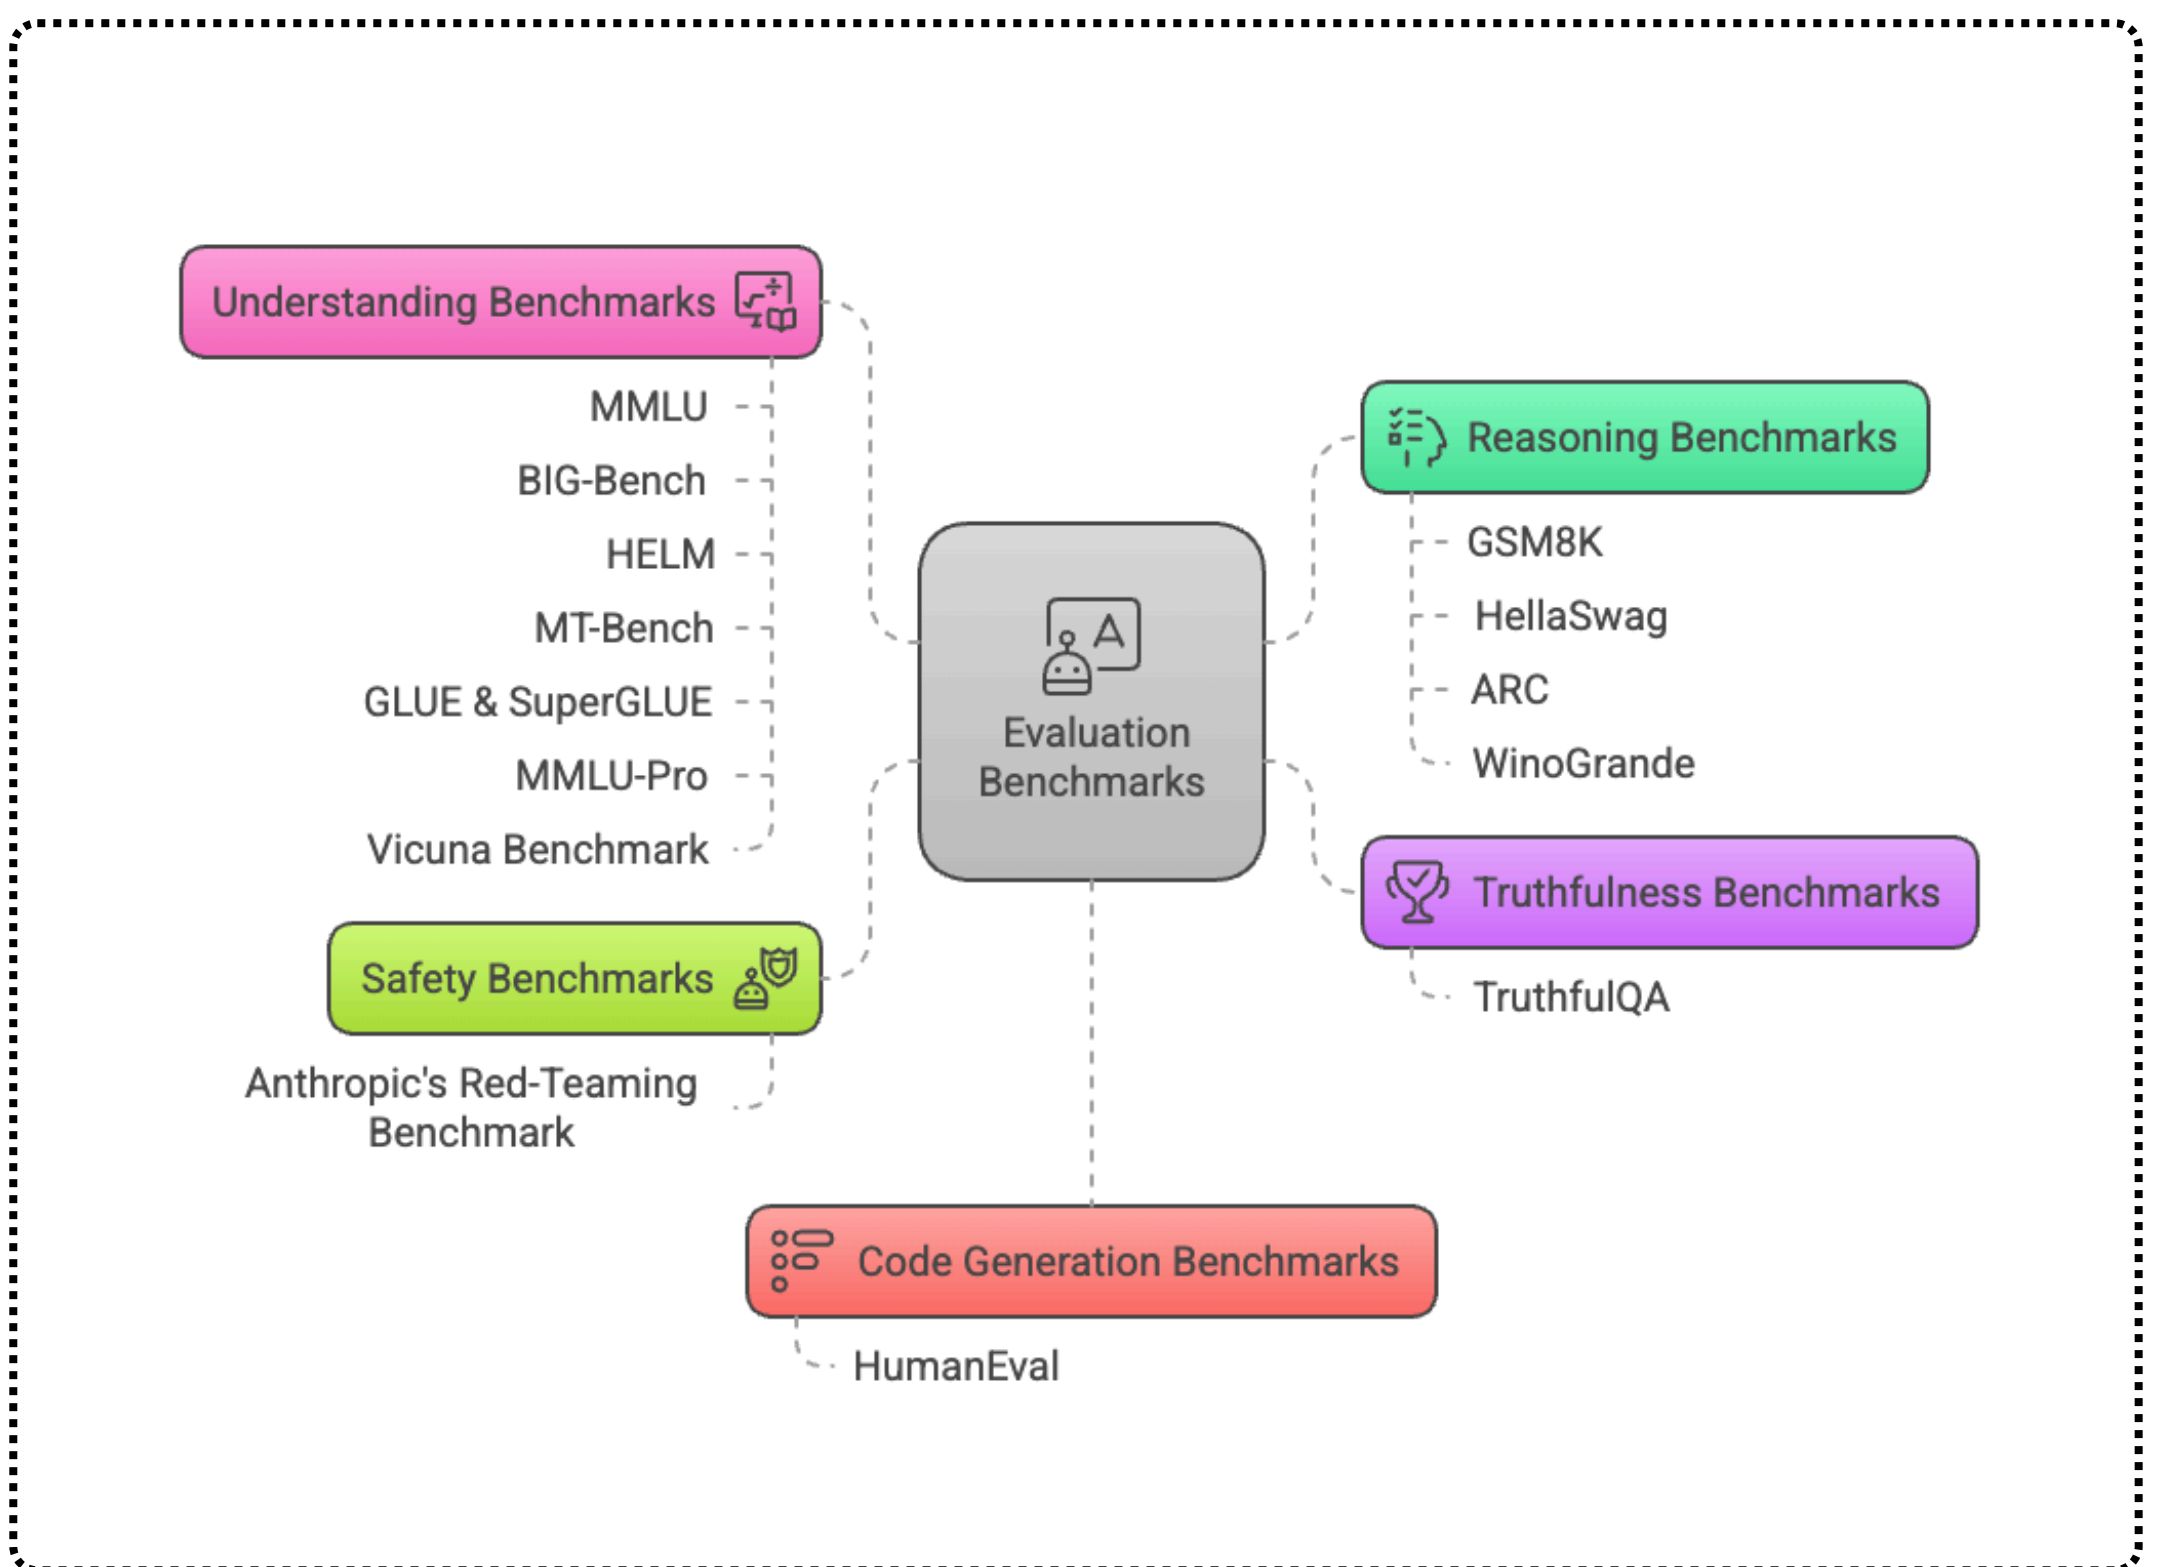 Understanding Benchmarks
MMLU
BIG-Bench
HELM
MT-Bench
GLUE & SuperGLUE
MMLU-Pro
Vicuna Benchmark
Safety Benchmarks
Anthropic's Red-Teaming
Benchmark
A
Evaluation
Benchmarks
Reasoning Benchmarks
GSM8K
HellaSwag
ARC
WinoGrande
Truthfulness Benchmarks
TruthfulQA
Code Generation Benchmarks
HumanEval